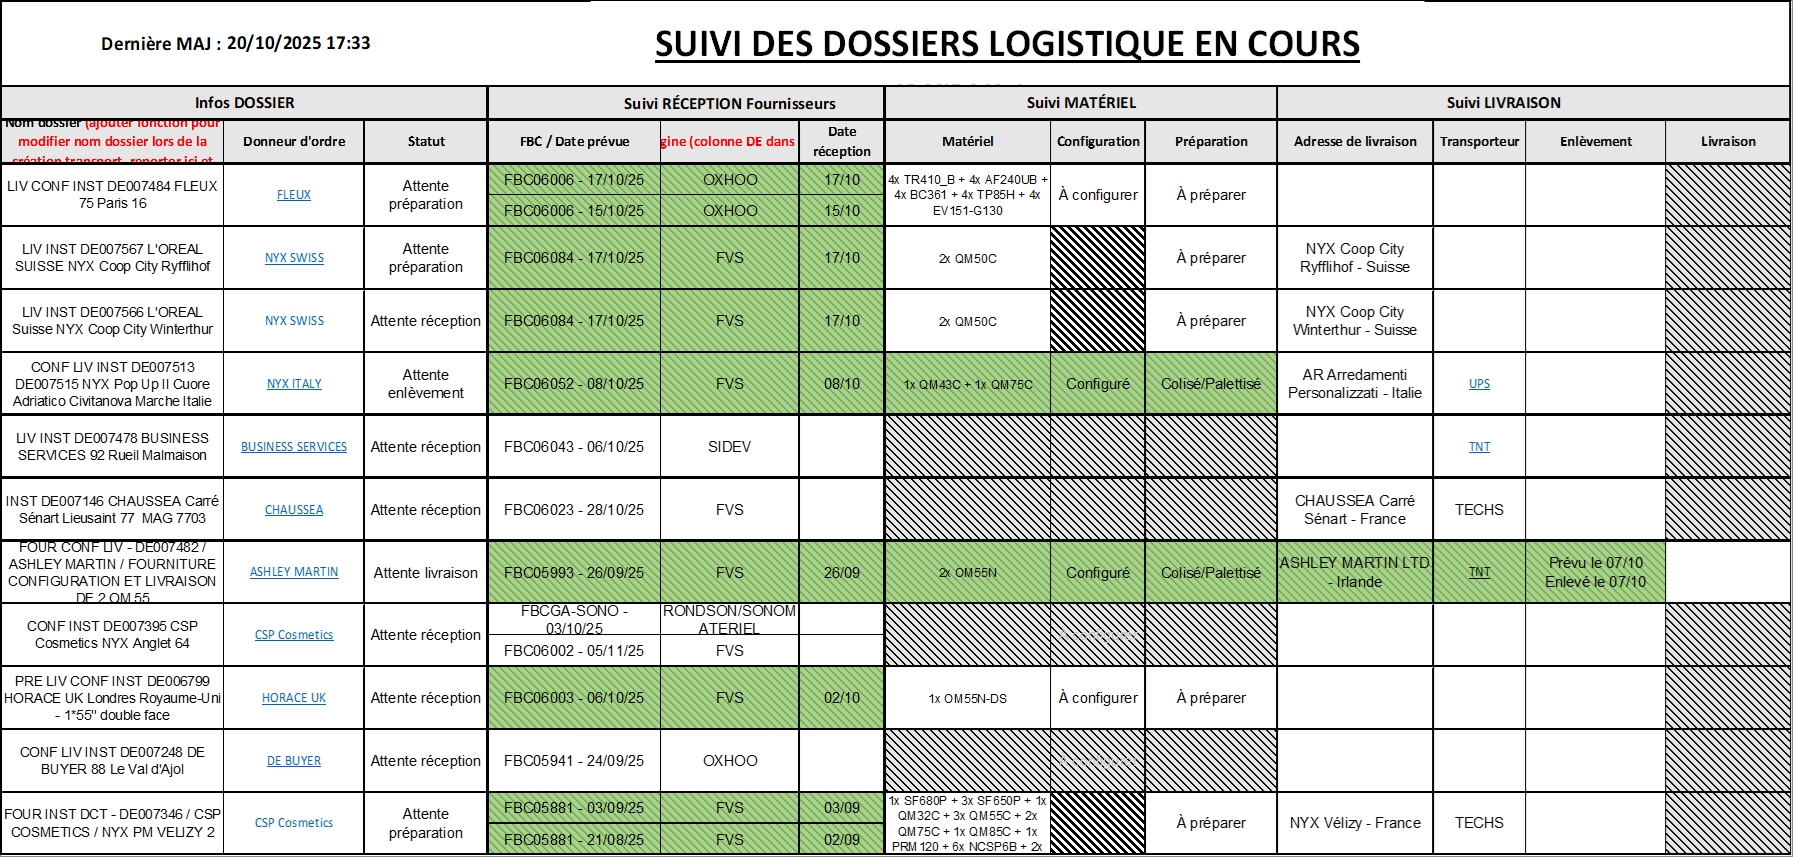 Dernière MAJ : 20/10/2025 17:33
SUIVI DES DOSSIERS LOGISTIQUE EN COURS
Infos DOSSIER
Suivi RÉCEPTION Fournisseurs
Suivi MATÉRIEL
Suivi LIVRAISON
Nom dossier (ajouter fonction pour
modifier nom dossier lors de la
création transport, reporter ici et
Donneur d'ordre
Statut
FBC / Date prévue
gine (colonne DE dans
Date
réception
Matériel
Configuration
Préparation
Adresse de livraison
Transporteur
Enlèvement
Livraison
LIV CONF INST DE007484 FLEUX
75 Paris 16
FLEUX
Attente
préparation
FBC06006 - 17/10/25
OXHOO
17/10
FBC06006 - 15/10/25
OXHOO
15/10
4x TR410_B + 4x AF240UB +
4x BC361 + 4x TP85H + 4x
EV151-G130
À configurer
À préparer
LIV INST DE007567 L'OREAL
SUISSE NYX Coop City Ryfflihof
NYX SWISS
Attente
préparation
FBC06084 - 17/10/25
FVS
17/10
2x QM50C
À préparer
NYX Coop City
Ryfflihof - Suisse
LIV INST DE007566 L'OREAL
Suisse NYX Coop City Winterthur
NYX SWISS
Attente réception
FBC06084 - 17/10/25
FVS
17/10
2x QM50C
À préparer
NYX Coop City
Winterthur - Suisse
CONF LIV INST DE007513
DE007515 NYX Pop Up Il Cuore
Adriatico Civitanova Marche Italie
NYX ITALY
Attente
enlèvement
FBC06052 - 08/10/25
FVS
08/10
1x QM43C + 1x QM75C
Configuré
Colisé/Palettisé
AR Arredamenti
Personalizzati - Italie
UPS
LIV INST DE007478 BUSINESS
SERVICES 92 Rueil Malmaison
BUSINESS SERVICES
Attente réception
FBC06043 - 06/10/25
SIDEV
TNT
INST DE007146 CHAUSSEA Carré
Sénart Lieusaint 77  MAG 7703
CHAUSSEA
Attente réception
FBC06023 - 28/10/25
FVS
CHAUSSEA Carré
Sénart - France
TECHS
FOUR CONF LIV - DE007482 /
ASHLEY MARTIN / FOURNITURE
CONFIGURATION ET LIVRAISON
DE 2 OM 55
ASHLEY MARTIN
Attente livraison
FBC05993 - 26/09/25
FVS
26/09
2x OM55N
Configuré
Colisé/Palettisé
ASHLEY MARTIN LTD
- Irlande
TNT
Prévu le 07/10
Enlevé le 07/10
CONF INST DE007395 CSP
Cosmetics NYX Anglet 64
CSP Cosmetics
Attente réception
FBCGA-SONO -
03/10/25
RONDSON/SONOM
ATERIEL
FBC06002 - 05/11/25
FVS
À configurer
PRE LIV CONF INST DE006799
HORACE UK Londres Royaume-Uni
- 1*55" double face
HORACE UK
Attente réception
FBC06003 - 06/10/25
FVS
02/10
1x OM55N-DS
À configurer
À préparer
CONF LIV INST DE007248 DE
BUYER 88 Le Val d'Ajol
DE BUYER
Attente réception
FBC05941 - 24/09/25
OXHOO
À configurer
FOUR INST DCT - DE007346 / CSP
COSMETICS / NYX PM VELIZY 2
CSP Cosmetics
Attente
préparation
FBC05881 - 03/09/25
FVS
03/09
FBC05881 - 21/08/25
FVS
02/09
1x SF680P + 3x SF650P + 1x
QM32C + 3x QM55C + 2x
QM75C + 1x QM85C + 1x
PRM120 + 6x NCSP6B + 2x
À préparer
NYX Vélizy - France
TECHS